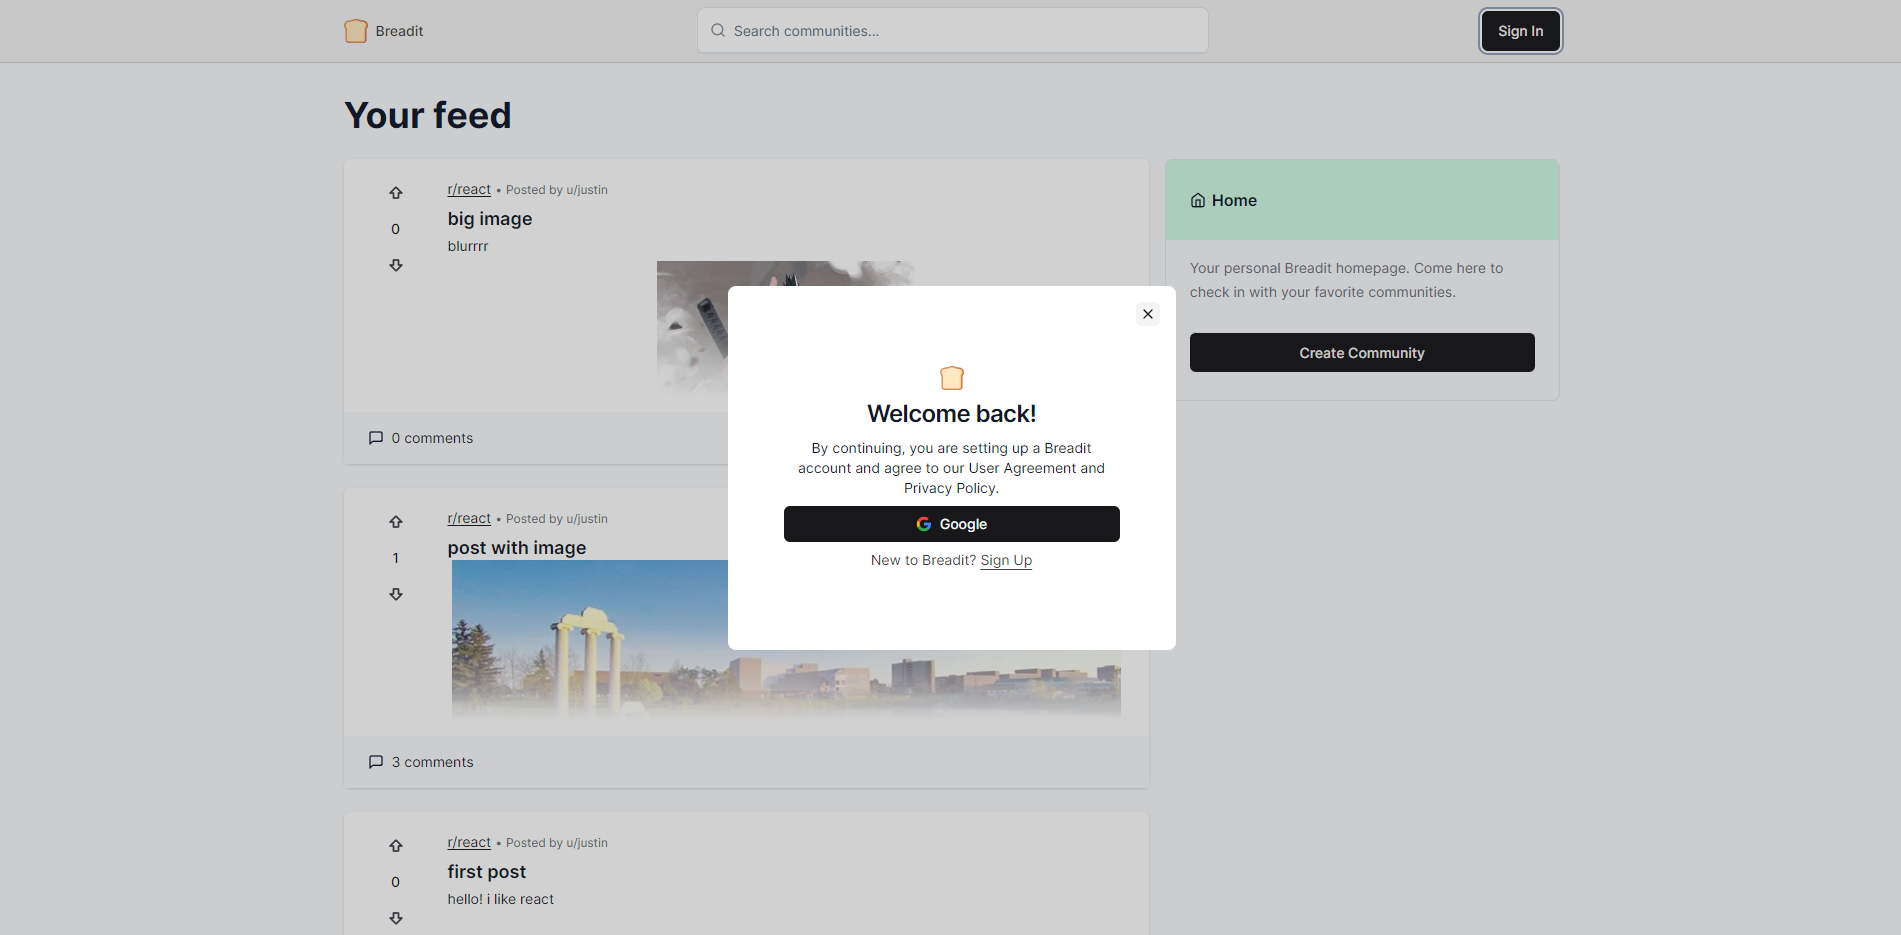 Breadit
Search communities...
Sign In
Your feed
r/react • Posted by u/justin
0
big image
blurrrr
0 comments
Home
Your personal Breadit homepage. Come here to
check in with your favorite communities.
Create Community
Welcome back!
By continuing, you are setting up a Breadit
account and agree to our User Agreement and
Privacy Policy.
Google
New to Breadit? Sign Up
r/react • Posted by u/justin
1
post with image
3 comments
r/react • Posted by u/justin
0
first post
hello! i like react